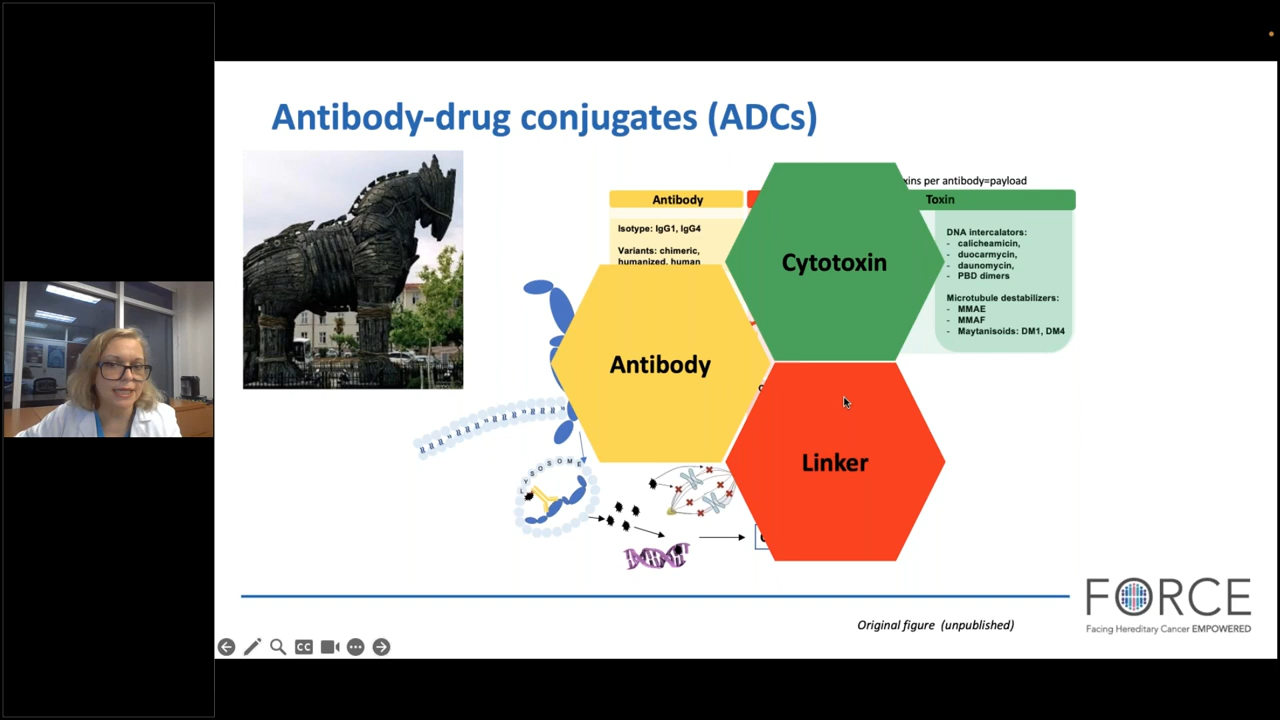 Antibody-drug conjugates (ADCs)
per antibody=payload
Antibody
Toxin
Isotype: IgG1, IgG4
Variants: chimeric,
humanized, human
DNA intercalators:
- calicheamicin,
- duocarmycin,
- daunomycin,
- PBD dimers
Microtubule destabilizers:
- MMAE
- MMAF
- Maytanisoids: DM1, DM4
Cytotoxin
Antibody
Linker
LYSOSOME
Original figure (unpublished)
FORCE
Facing Hereditary Cancer EMPOWERED
CC